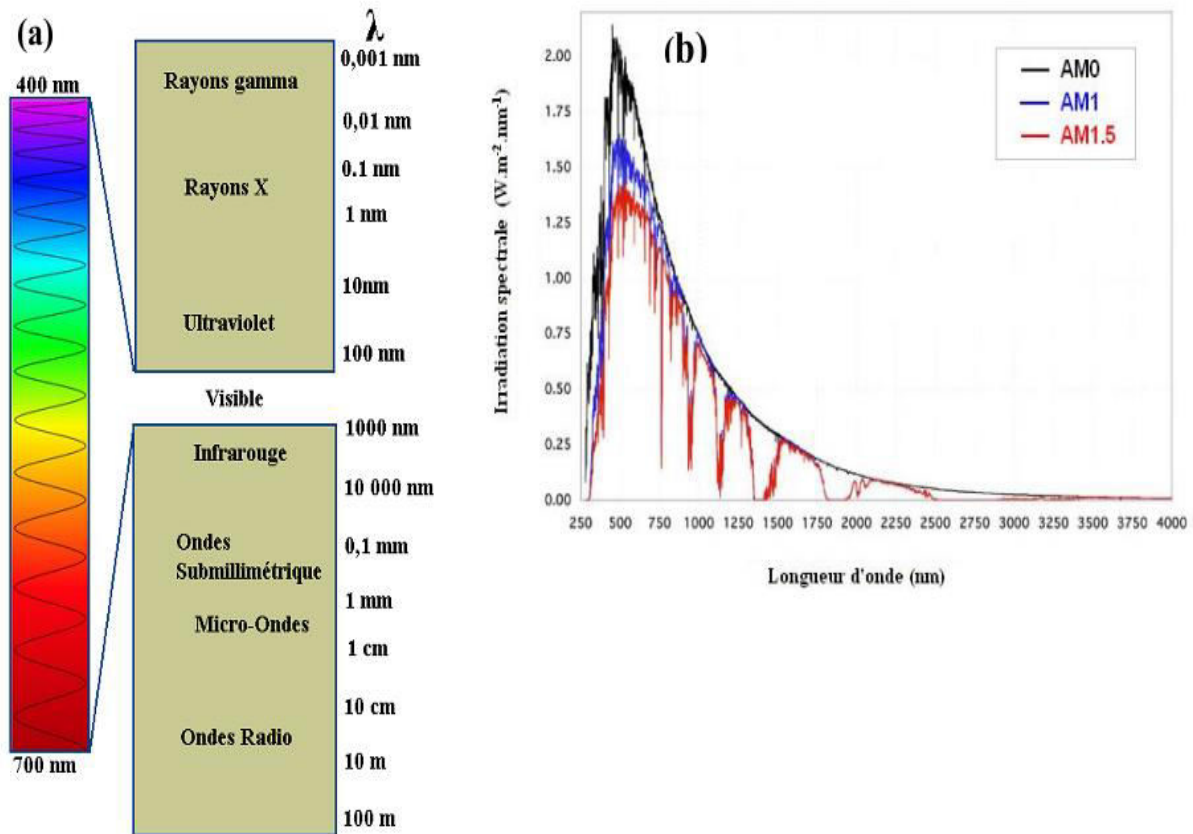 (a)
λ
400 nm
0,001 nm
Rayons gamma
0,01 nm
0.1 nm
Rayons X
1 nm
10nm
Ultraviolet
100 nm
Visible
1000 nm
Infrarouge
10 000 nm
Ondes
0,1 mm
Submillimétrique
1 mm
Micro-Ondes
1 cm
10 cm
Ondes Radio
10 m
700 nm
100 m
(b)
AM0
AM1
AM1.5
Irradiation spectrale (W.m-2.nm-1)
2.00
1.75
1.50
1.25
1.00
0.75
0.50
0.25
0.00
250 500 750 1000 1250 1500 1750 2000 2250 2500 2750 3000 3250 3500 3750 4000
Longueur d'onde (nm)